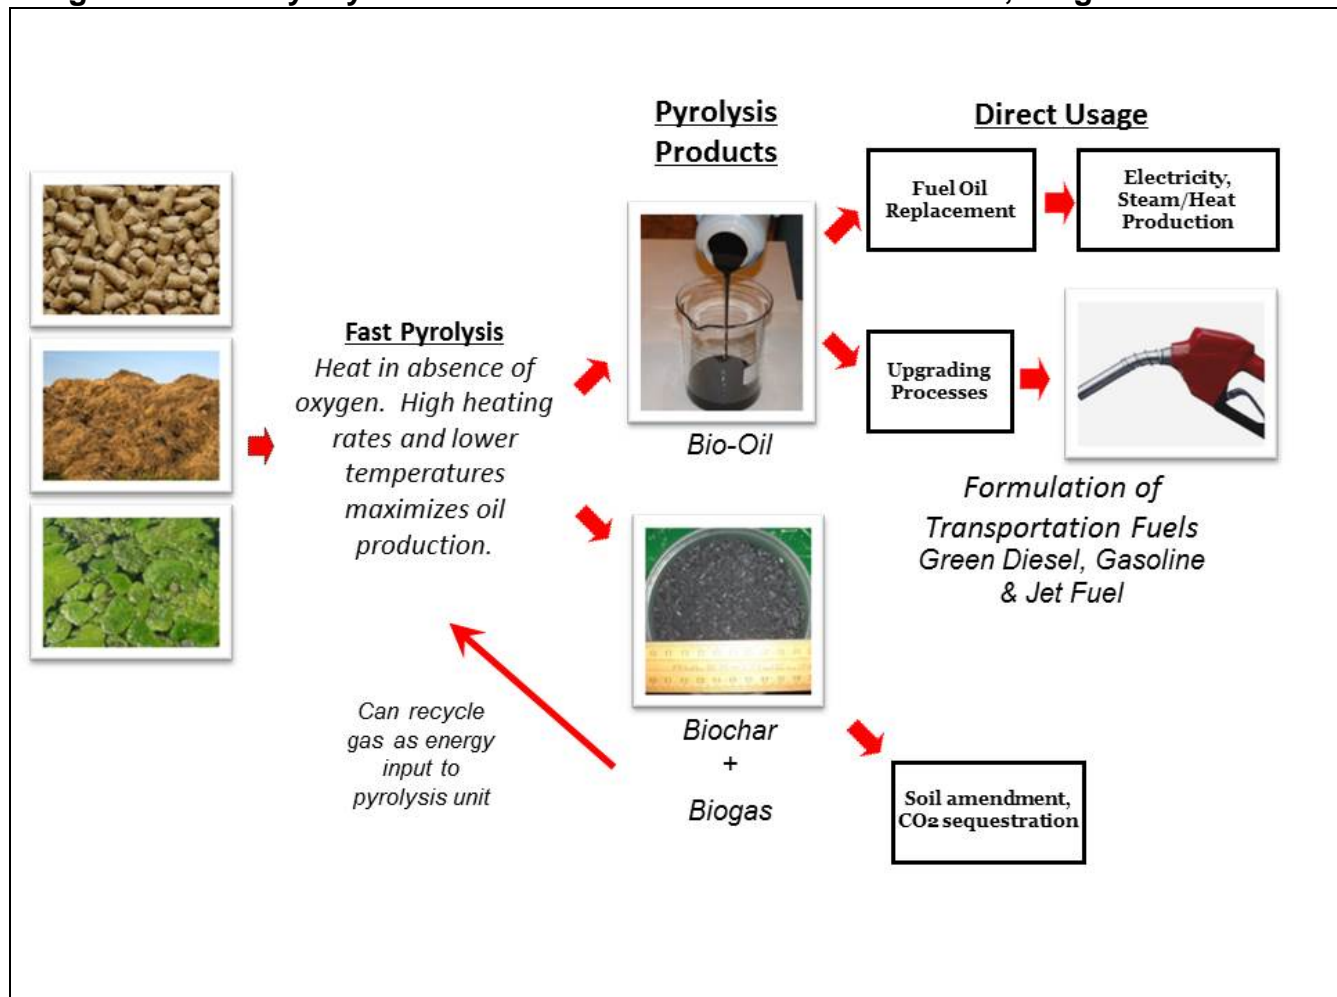 Pyrolysis
Products
Direct Usage
Fuel Oil
Replacement
Electricity,
Steam/Heat
Production
Fast Pyrolysis
Heat in absence of
oxygen. High heating
rates and lower
temperatures
maximizes oil
production.
Bio-Oil
Upgrading
Processes
Formulation of
Transportation Fuels
Green Diesel, Gasoline
& Jet Fuel
Can recycle
gas as energy
input to
pyrolysis unit
Biochar
+
Biogas
Soil amendment,
CO2 sequestration